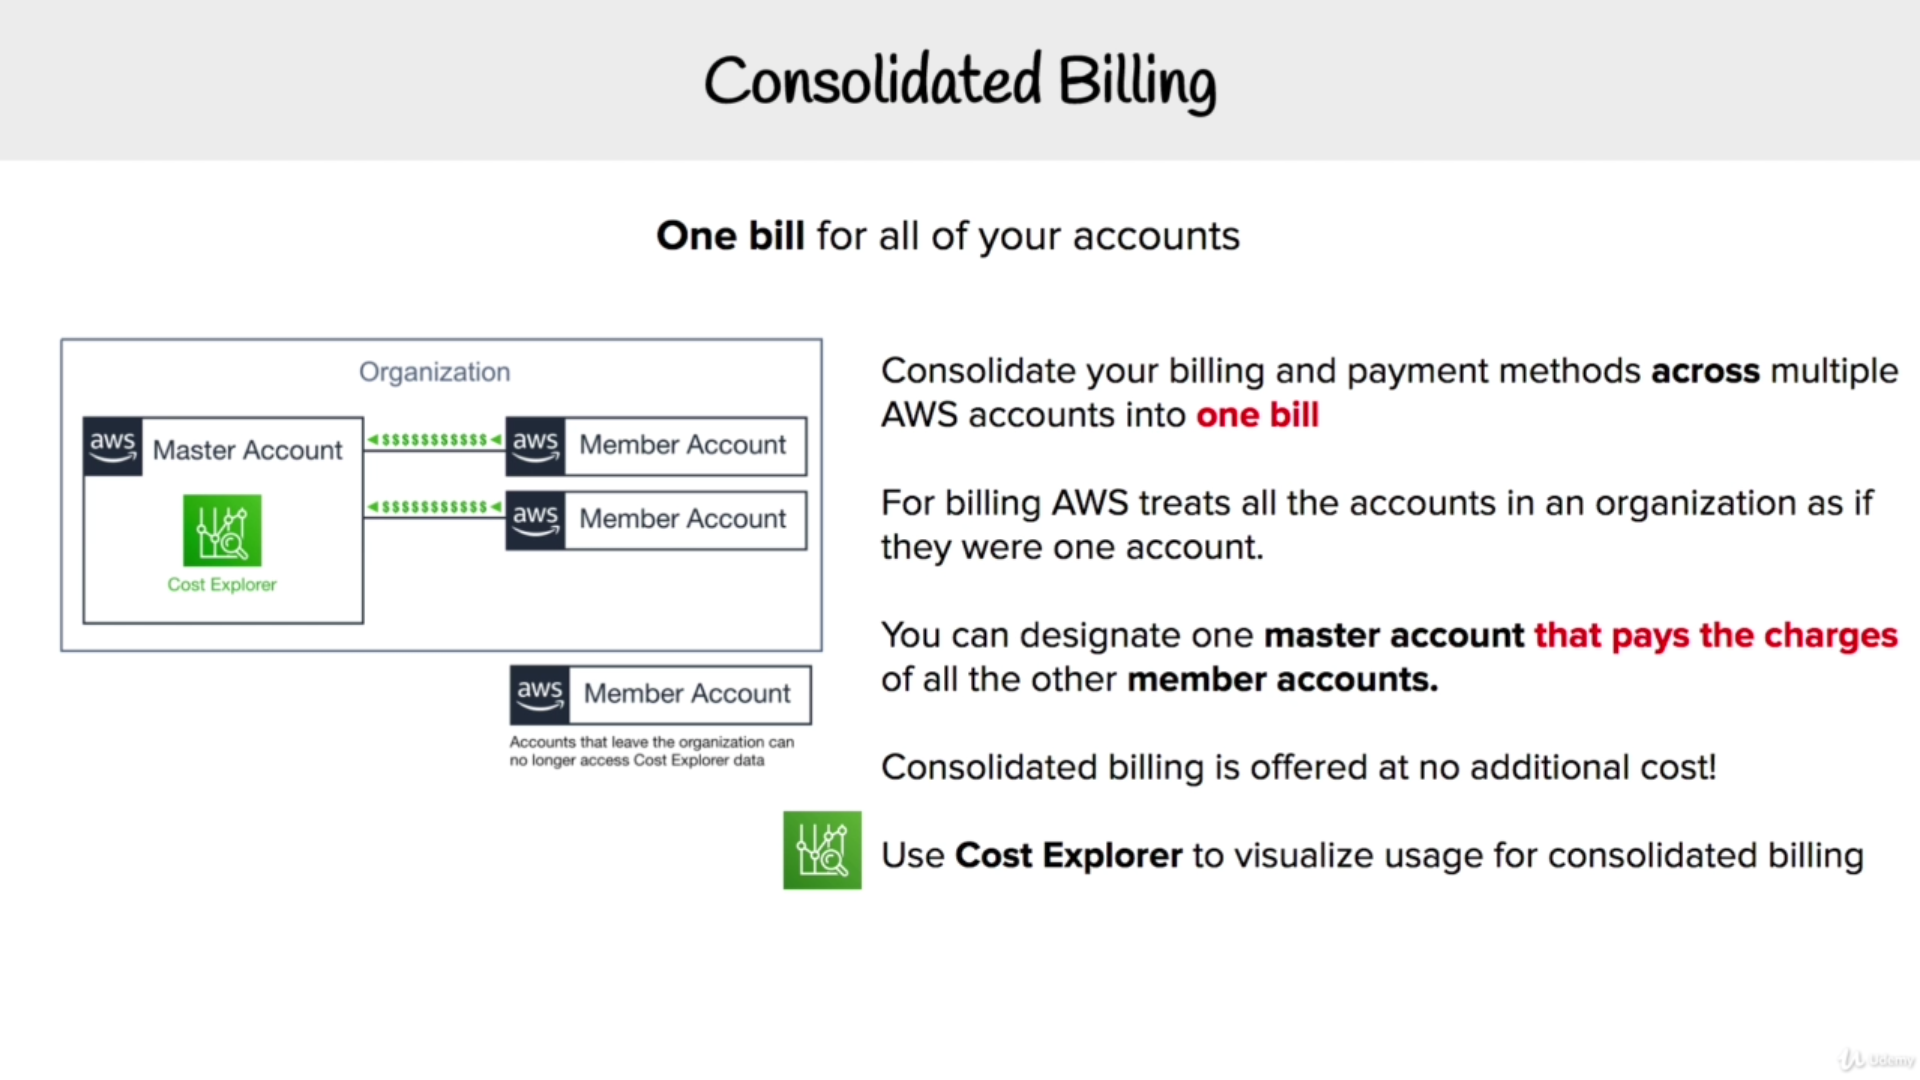 Consolidated Billing
One bill for all of your accounts
Organization
aws Master Account
Cost Explorer
$$$$$$$$$$$
aws Member Account
$$$$$$$$$$$
aws Member Account
aws Member Account
Accounts that leave the organization can
no longer access Cost Explorer data
Consolidate your billing and payment methods across multiple
AWS accounts into one bill
For billing AWS treats all the accounts in an organization as if
they were one account.
You can designate one master account that pays the charges
of all the other member accounts.
Consolidated billing is offered at no additional cost!
Use Cost Explorer to visualize usage for consolidated billing
Udemy